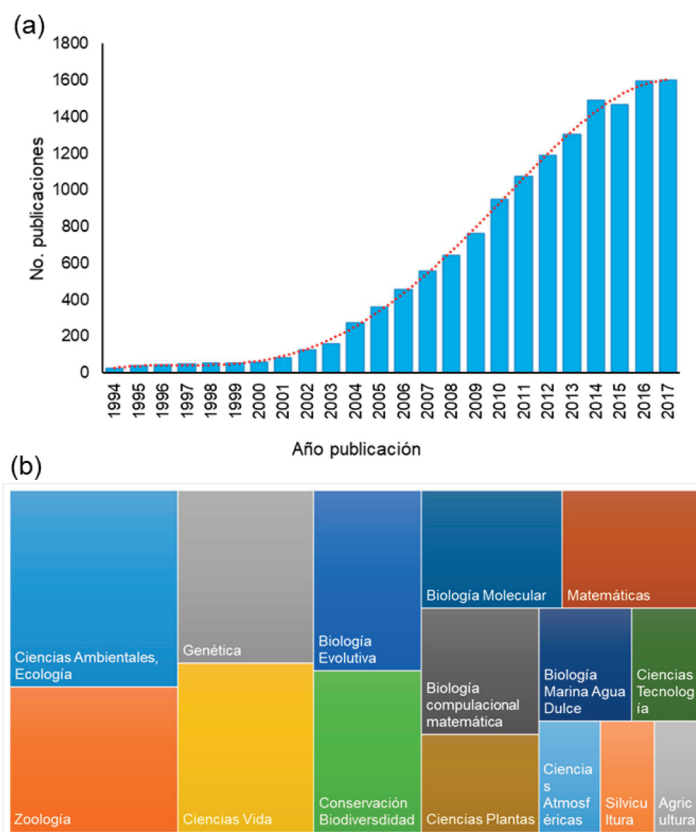 (a)
1800
1600
1400
1200
1000
800
600
400
200
0
No. publicaciones
1994 1995 1996 1997 1998 1999 2000 2001 2002 2003 2004 2005 2006 2007 2008 2009 2010 2011 2012 2013 2014 2015 2016 2017
Año publicación
(b)
Ciencias Ambientales,
Ecología
Zoología
Genética
Ciencias Vida
Biología
Evolutiva
Conservación
Biodiversdidad
Biología Molecular
Matemáticas
Biología
compulacional
matemática
Ciencias Plantas
Biología
Marina Agua
Dulce
Ciencias
Tecnolog
ía
Ciencia
s
Atmosf
éricas
Silvicu
ltura
Agric
ultura